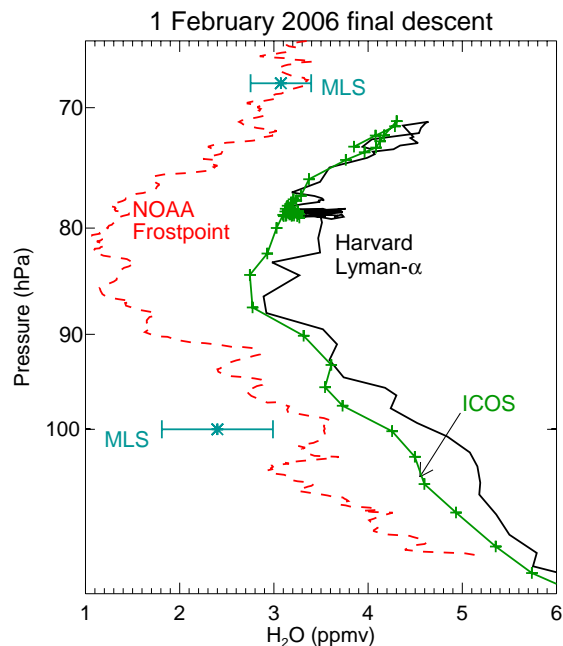 1 February 2006 final descent
70
80
90
100
Pressure (hPa)
MLS
NOAA
Frostpoint
Harvard
Lyman-α
ICOS
MLS
1 2 3 4 5 6
H₂O (ppmv)